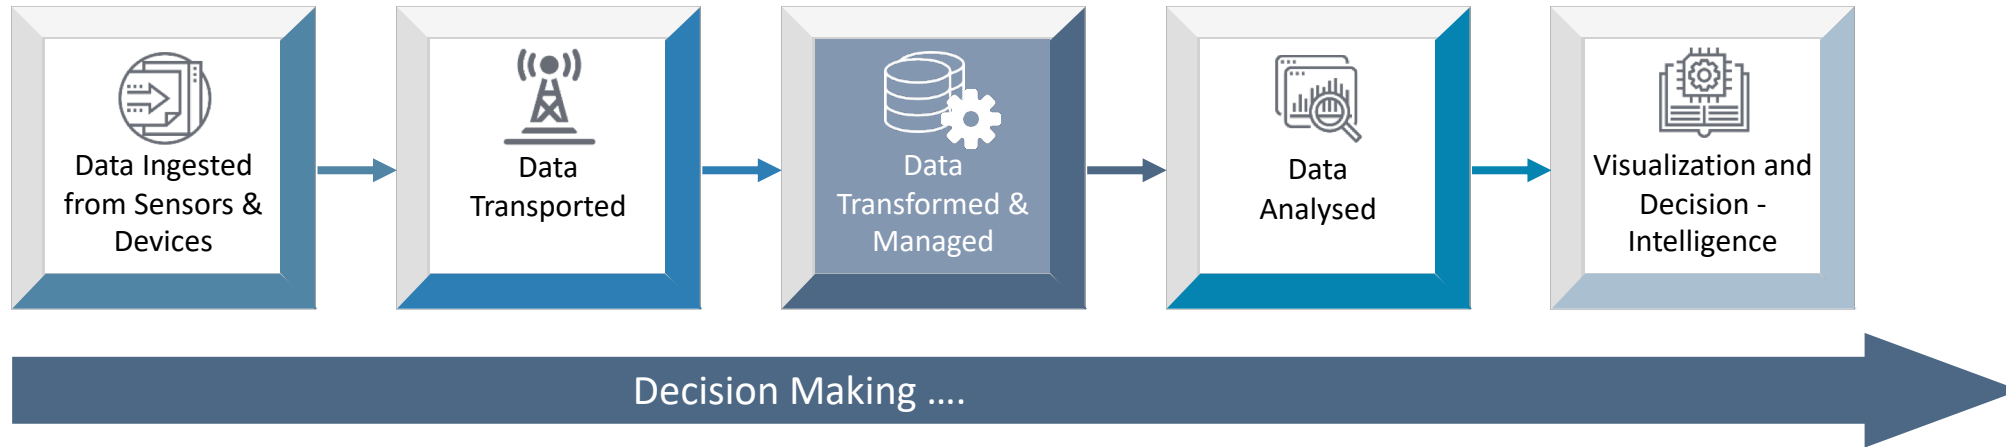 Data Ingested
from Sensors &
Devices
Data
Transported
Data
Transformed &
Managed
Data
Analysed
Visualization and
Decision -
Intelligence
Decision Making ....